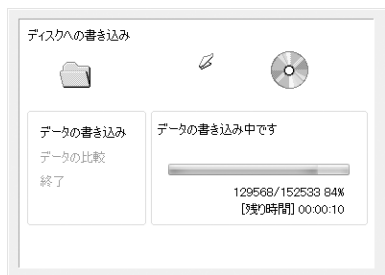 ディスクへの書き込み
データの書き込み
データの比較
終了
データの書き込み中です
129568/152533 84%
[残り時間] 00:00:10